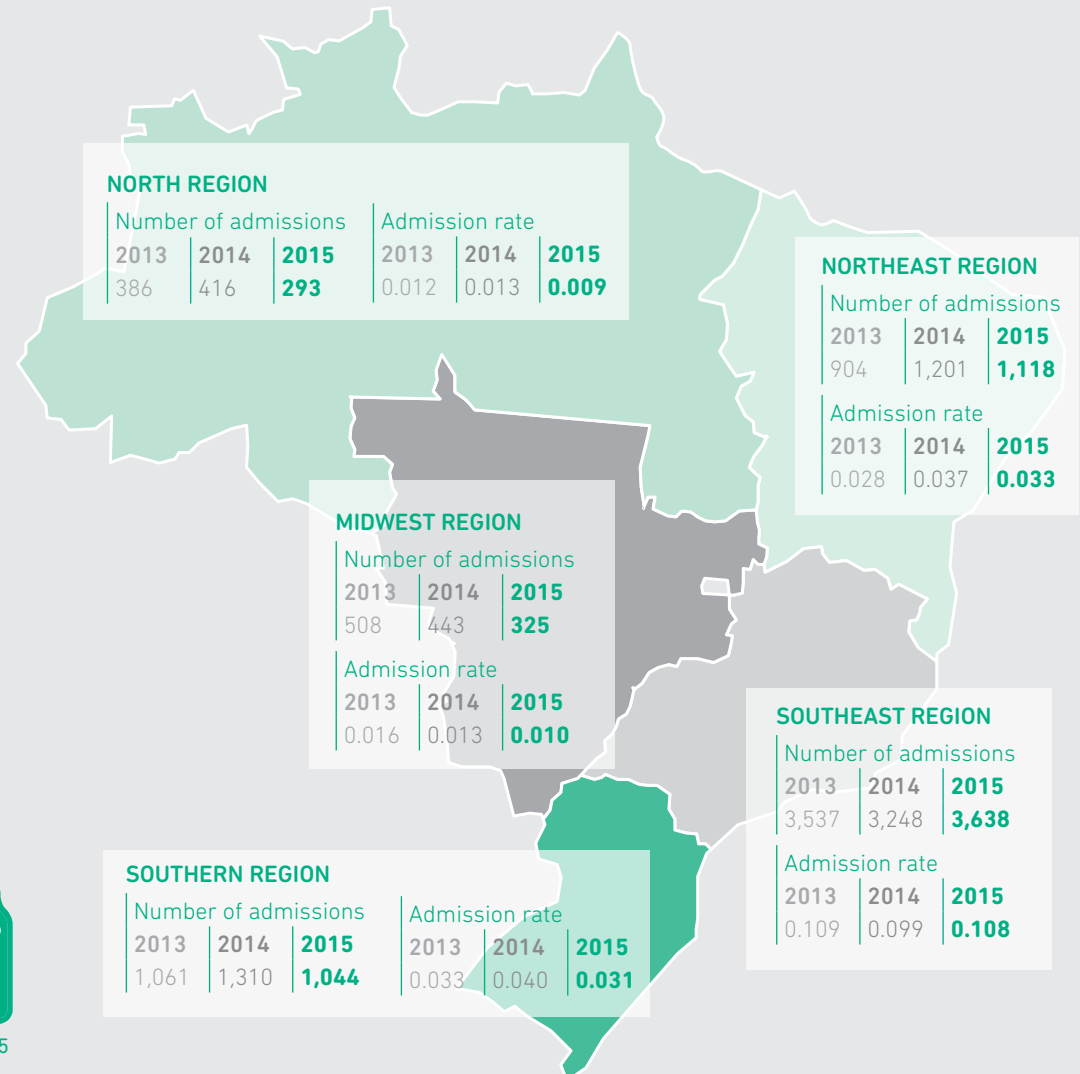 NORTH REGION
Number of admissions
2013 2014 2015
386 416 293
Admission rate
2013 2014 2015
0.012 0.013 0.009
NORTHEAST REGION
Number of admissions
2013 2014 2015
904 1,201 1,118
Admission rate
2013 2014 2015
0.028 0.037 0.033
MIDWEST REGION
Number of admissions
2013 2014 2015
508 443 325
Admission rate
2013 2014 2015
0.016 0.013 0.010
SOUTHEAST REGION
Number of admissions
2013 2014 2015
3,537 3,248 3,638
Admission rate
2013 2014 2015
0.109 0.099 0.108
SOUTHERN REGION
Number of admissions
2013 2014 2015
1,061 1,310 1,044
Admission rate
2013 2014 2015
0.033 0.040 0.031
5